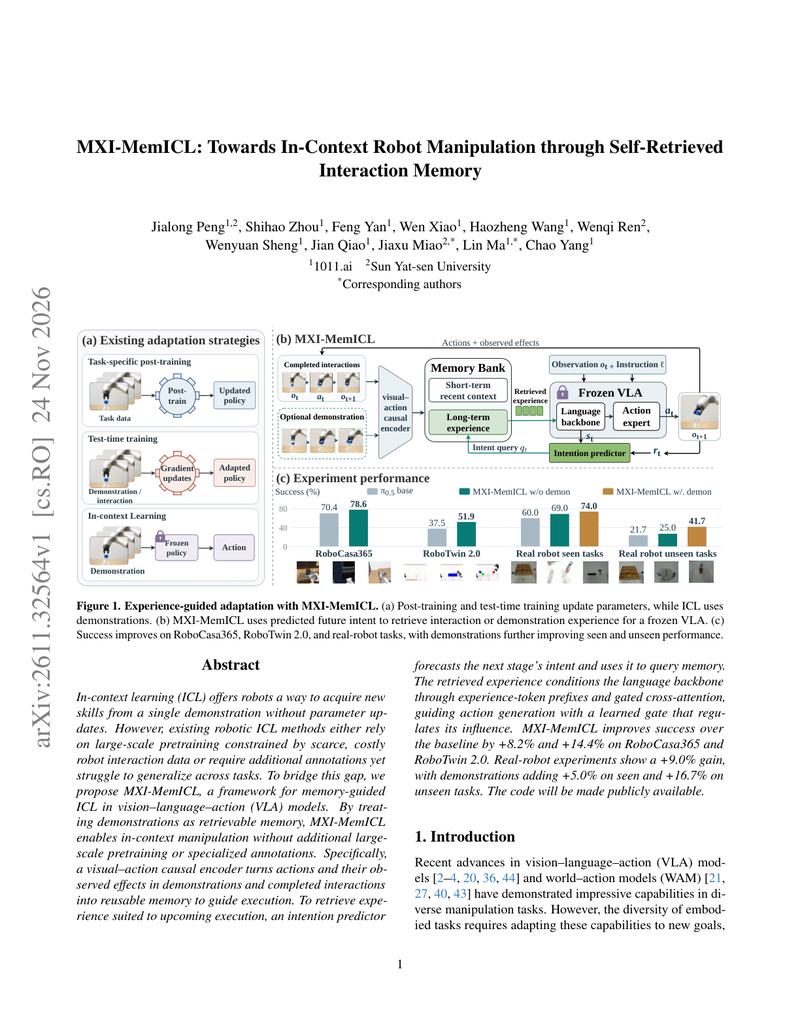 MXI-MemICL: Towards In-Context Robot Manipulation through Self-Retrieved
Interaction Memory
Jialong Peng1,2, Shihao Zhou1, Feng Yan1, Wen Xiao1, Haozheng Wang1, Wenqi Ren2,
Wenyuan Sheng1, Jian Qiao1, Jiaxu Miao2,*, Lin Ma1,*, Chao Yang1
11011.ai 2Sun Yat-sen University
*Corresponding authors
arXiv:2611.32564v1 [cs.RO] 24 Nov 2026
(a) Existing adaptation strategies
Task-specific post-training
Task data
Post-
train
Updated
policy
Test-time training
Demonstration /
interaction
Gradient
updates
Adapted
policy
In-context Learning
Demonstration
Frozen
policy
Action
(b) MXI-MemICL
Actions + observed effects
Completed interactions
ot at ot+1
Optional demonstration
visual–
action
causal
encoder
Memory Bank
Short-term
recent context
Long-term
experience
Retrieved
experience
Intent query qt
Observation ot + Instruction ℓ
Frozen VLA
Language
backbone
Action
expert
at
st
Intention predictor
rt
ot+1
(c) Experiment performance
Success (%)
π0.5 base
MXI-MemICL w/o demon
MXI-MemICL w/. demon
80
40
0
70.4
78.6
37.5
51.9
60.0
69.0
74.0
21.7
25.0
41.7
RoboCasa365
RoboTwin 2.0
Real robot seen tasks
Real robot unseen tasks
Figure 1. Experience-guided adaptation with MXI-MemICL. (a) Post-training and test-time training update parameters, while ICL uses
demonstrations. (b) MXI-MemICL uses predicted future intent to retrieve interaction or demonstration experience for a frozen VLA. (c)
Success improves on RoboCasa365, RoboTwin 2.0, and real-robot tasks, with demonstrations further improving seen and unseen performance.
Abstract
In-context learning (ICL) offers robots a way to acquire new
skills from a single demonstration without parameter up-
dates. However, existing robotic ICL methods either rely
on large-scale pretraining constrained by scarce, costly
robot interaction data or require additional annotations yet
struggle to generalize across tasks. To bridge this gap, we
propose MXI-MemICL, a framework for memory-guided
ICL in vision–language–action (VLA) models. By treat-
ing demonstrations as retrievable memory, MXI-MemICL
enables in-context manipulation without additional large-
scale pretraining or specialized annotations. Specifically,
a visual–action causal encoder turns actions and their ob-
served effects in demonstrations and completed interactions
into reusable memory to guide execution. To retrieve expe-
rience suited to upcoming execution, an intention predictor
forecasts the next stage's intent and uses it to query memory.
The retrieved experience conditions the language backbone
through experience-token prefixes and gated cross-attention,
guiding action generation with a learned gate that regu-
lates its influence. MXI-MemICL improves success over
the baseline by +8.2% and +14.4% on RoboCasa365 and
RoboTwin 2.0. Real-robot experiments show a +9.0% gain,
with demonstrations adding +5.0% on seen and +16.7% on
unseen tasks. The code will be made publicly available.
1. Introduction
Recent advances in vision–language–action (VLA) mod-
els [2–4, 20, 36, 44] and world–action models (WAM) [21,
27, 40, 43] have demonstrated impressive capabilities in di-
verse manipulation tasks. However, the diversity of embod-
ied tasks requires adapting these capabilities to new goals,
1